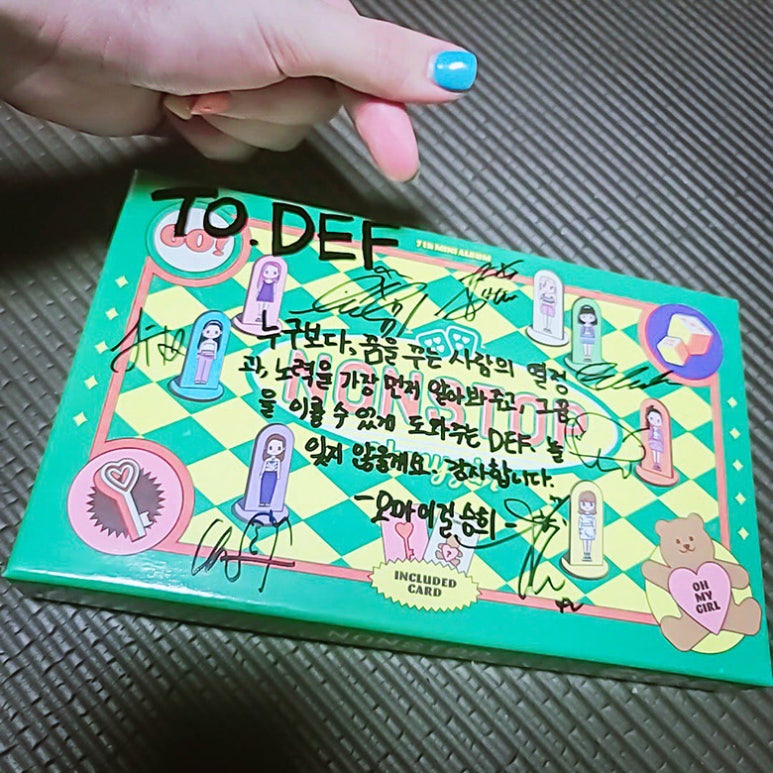 TO. DEF
GO!
7TH MINI ALBUM
누구보다, 꿈을 꾸는 사람의 열정
과, 노력을 가장 먼저 알아봐주고, 그꿈
을 이룰 수 있게 도와주는 DEF. 늘
잊지 않을게요.. 감사합니다.
-오마이걸 승희-
NONSTOP
INCLUDED
CARD
OH
MY
GIRL